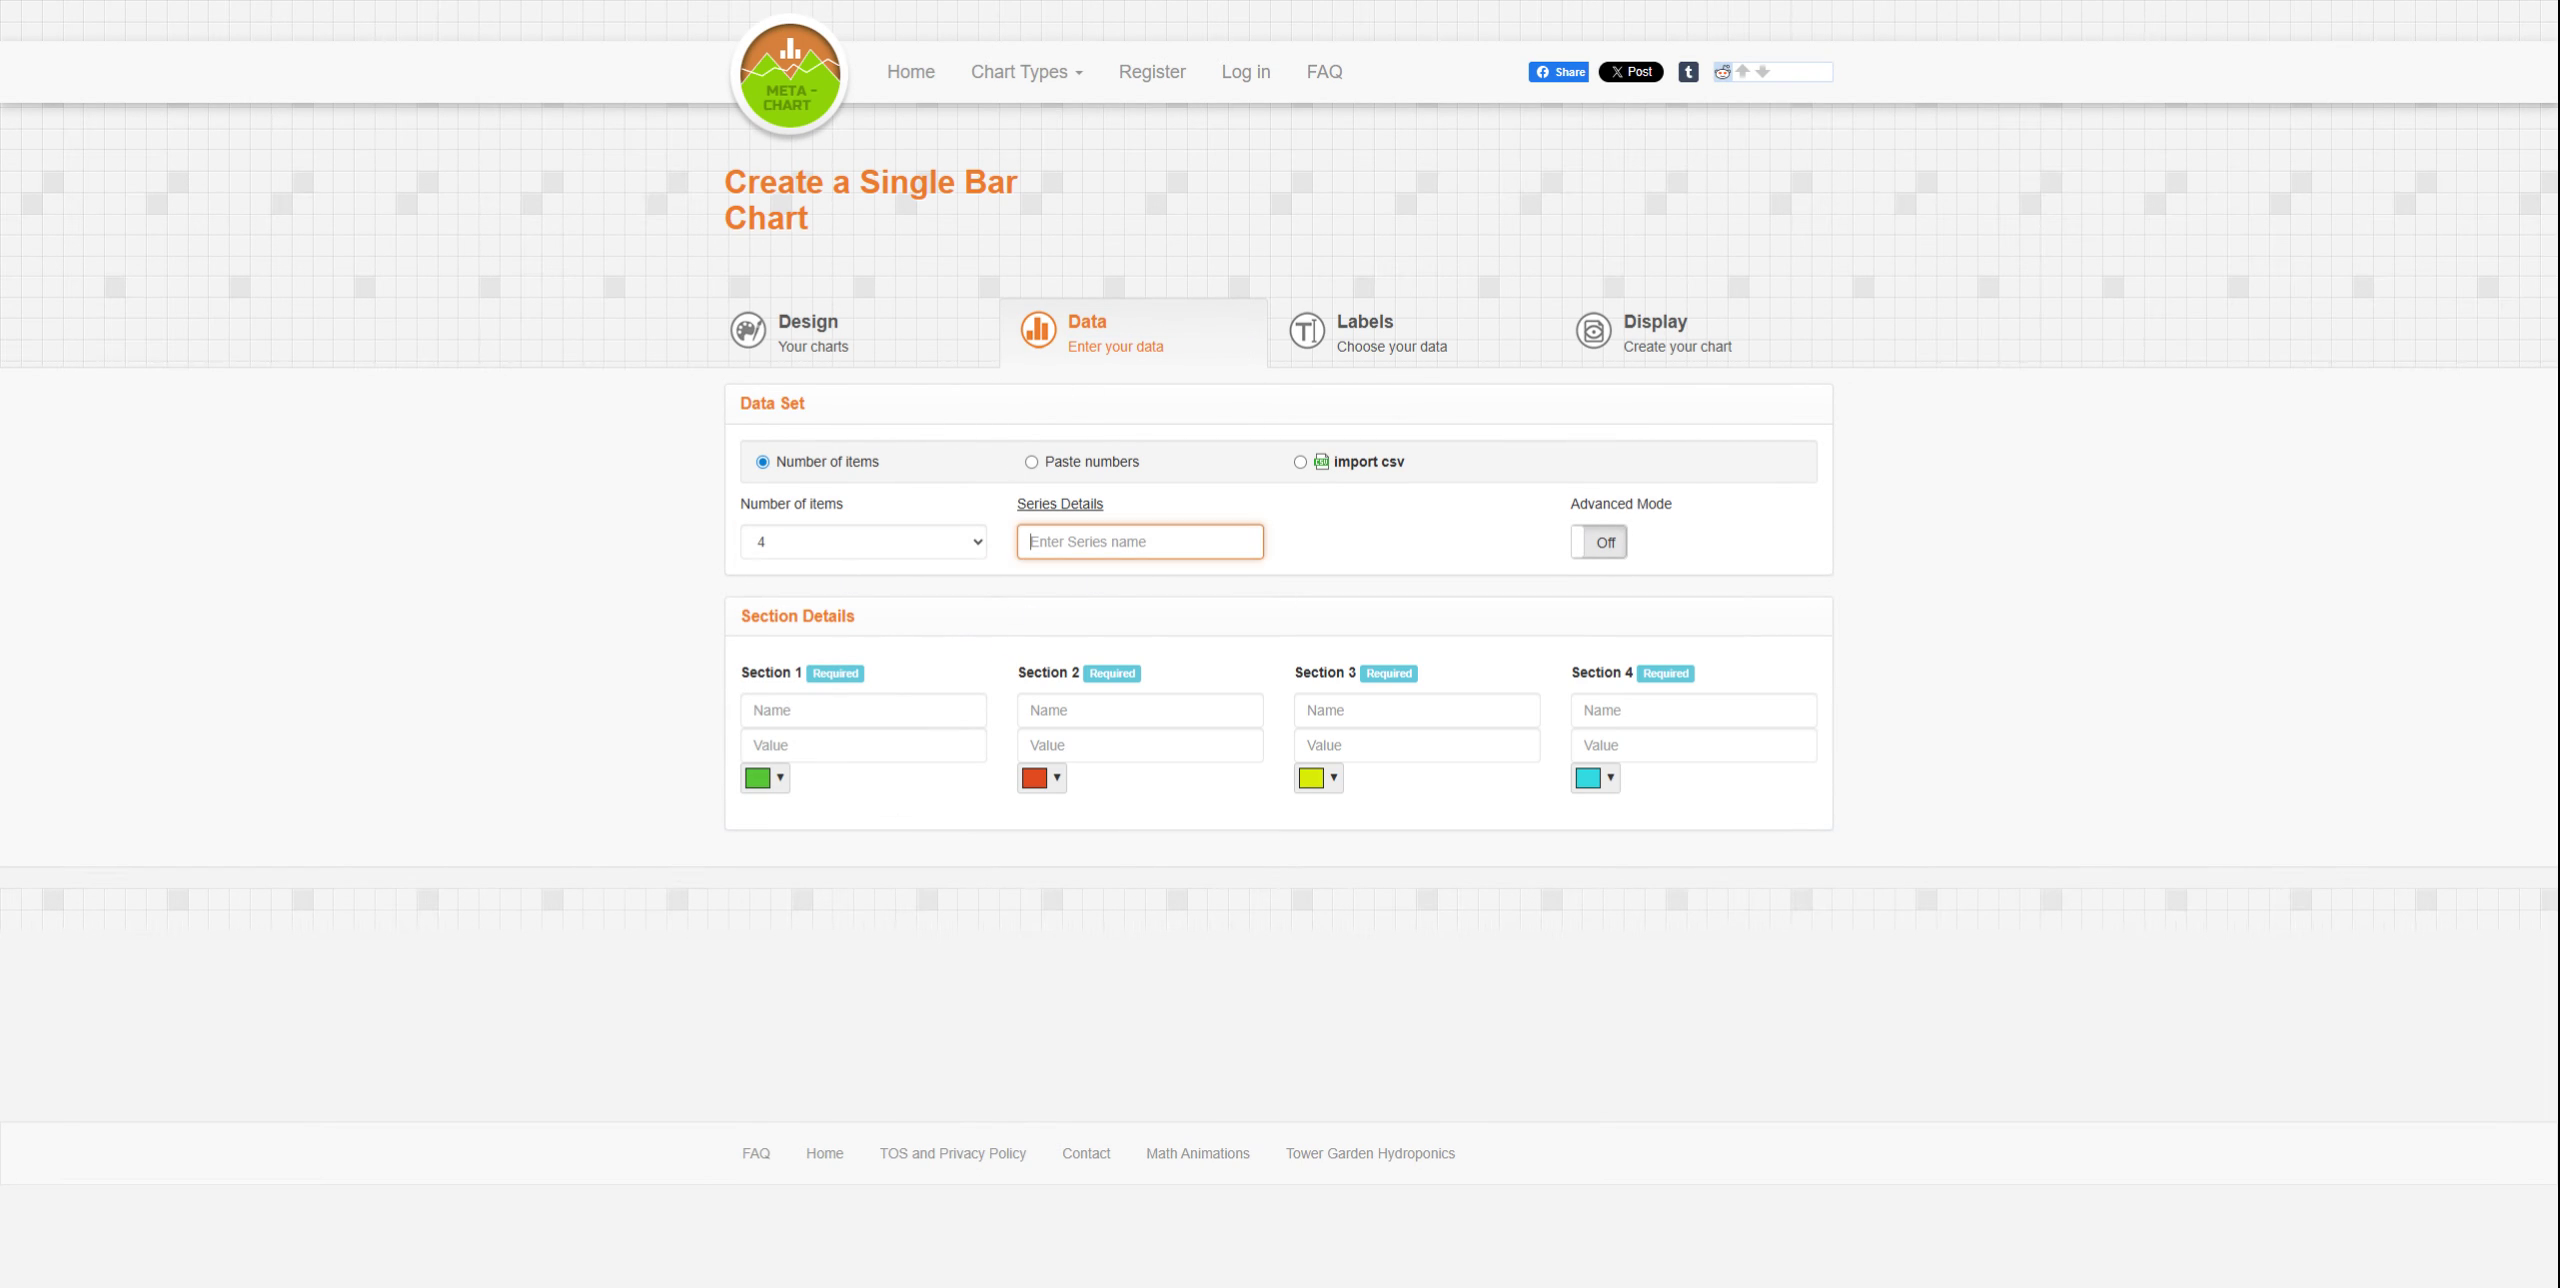 META -
CHART
Home
Chart Types
Register
Log in
FAQ
Share
Post
t
Create a Single Bar
Chart
Design
Your charts
Data
Enter your data
Labels
Choose your data
Display
Create your chart
Data Set
Number of items
Paste numbers
import csv
Number of items
Series Details
Advanced Mode
4
Enter Series name
Off
Section Details
Section 1 Required
Section 2 Required
Section 3 Required
Section 4 Required
Name
Name
Name
Name
Value
Value
Value
Value
FAQ
Home
TOS and Privacy Policy
Contact
Math Animations
Tower Garden Hydroponics